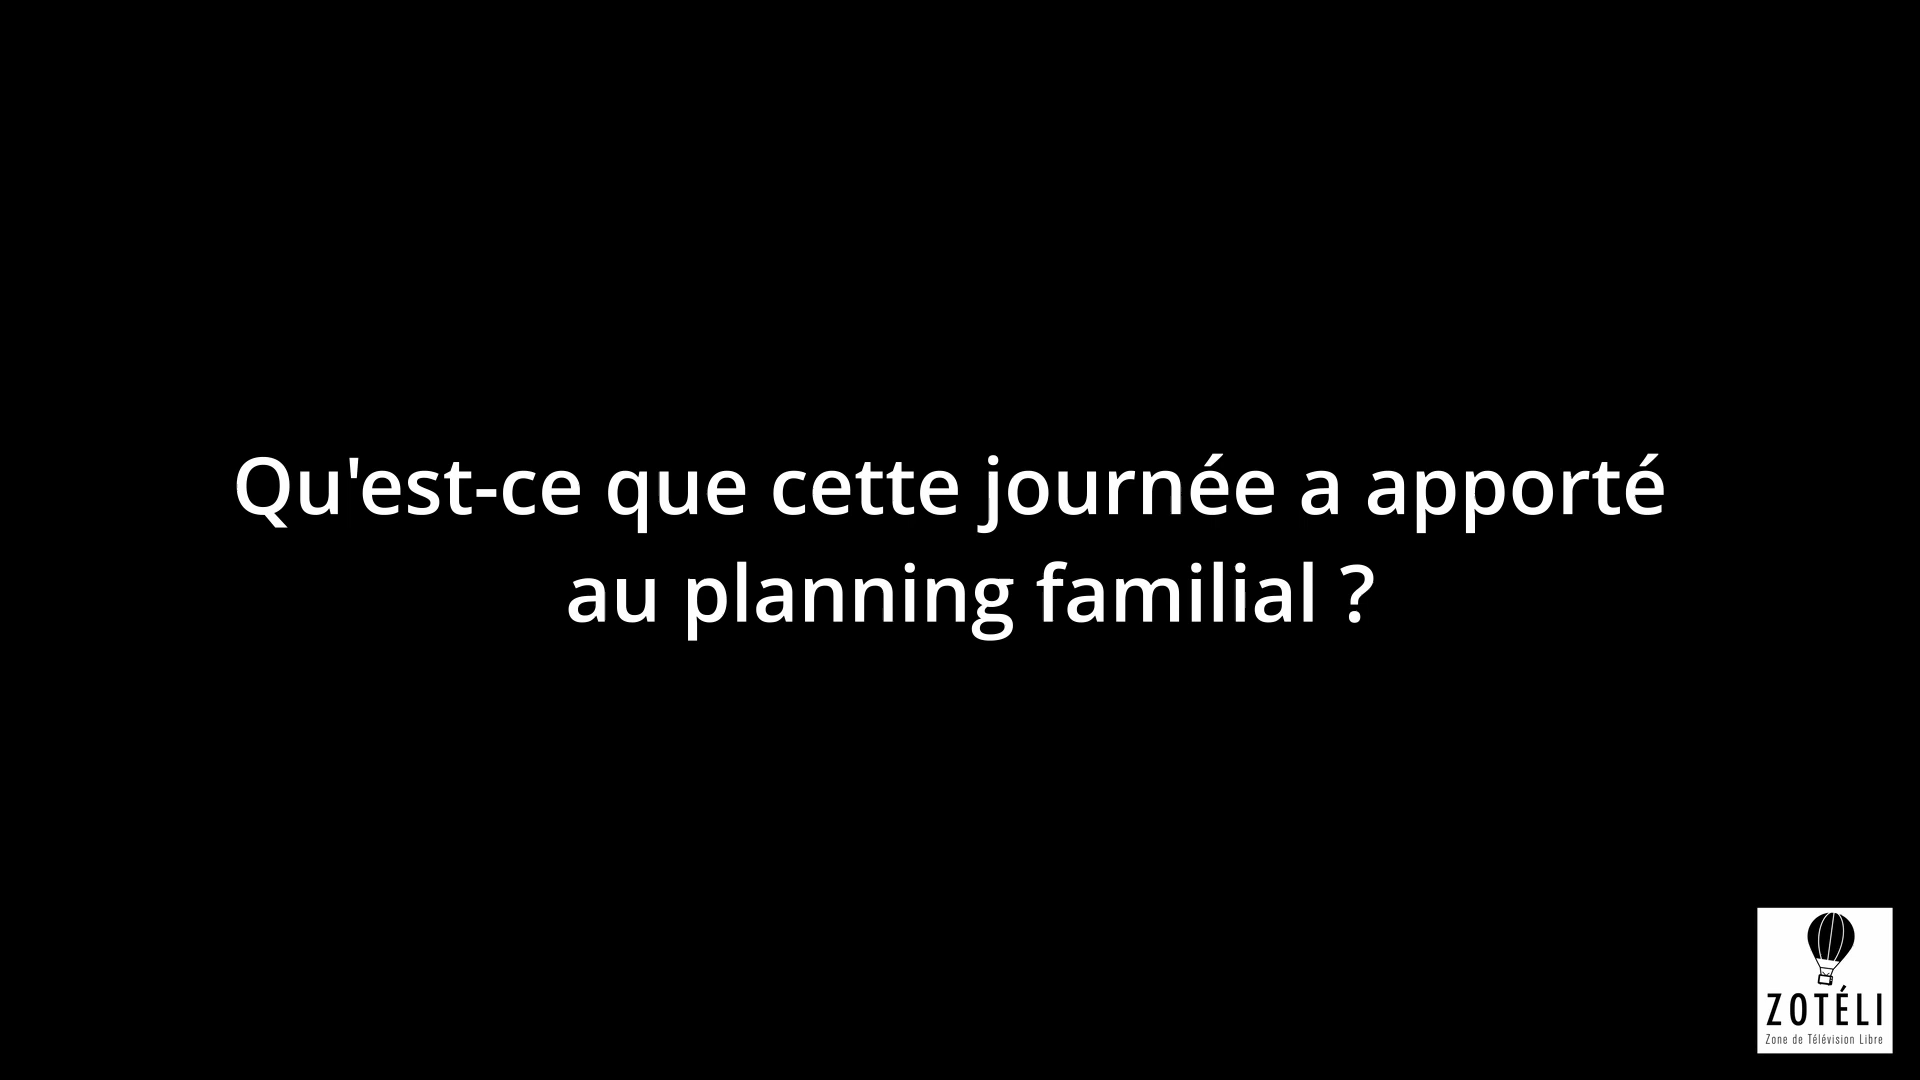 Qu'est-ce que cette journée a apporté
au planning familial ?
ZOTÉLI
Zone de Télévision Libre